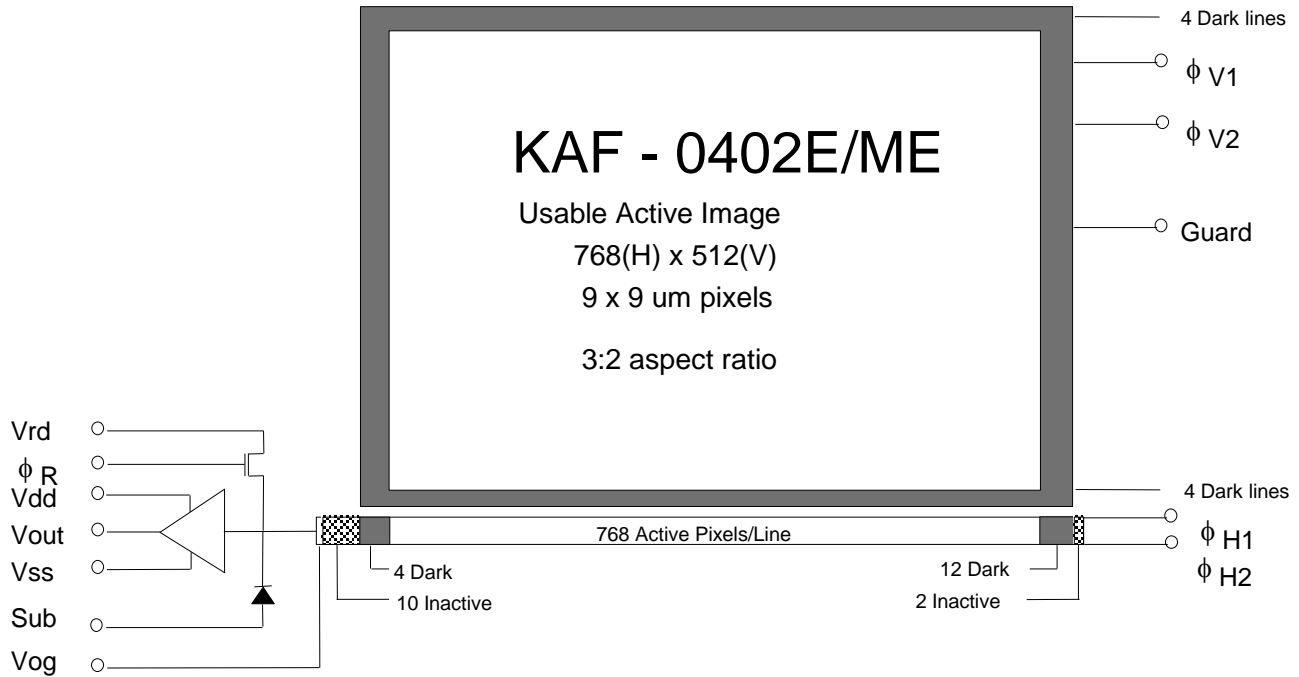 4 Dark lines
ϕ V1
ϕ V2
KAF - 0402E/ME
Usable Active Image
768(H) x 512(V)
9 x 9 um pixels
3:2 aspect ratio
Guard
Vrd
ϕ R
Vdd
Vout
Vss
Sub
Vog
4 Dark lines
768 Active Pixels/Line
ϕ H1
ϕ H2
4 Dark
10 Inactive
12 Dark
2 Inactive